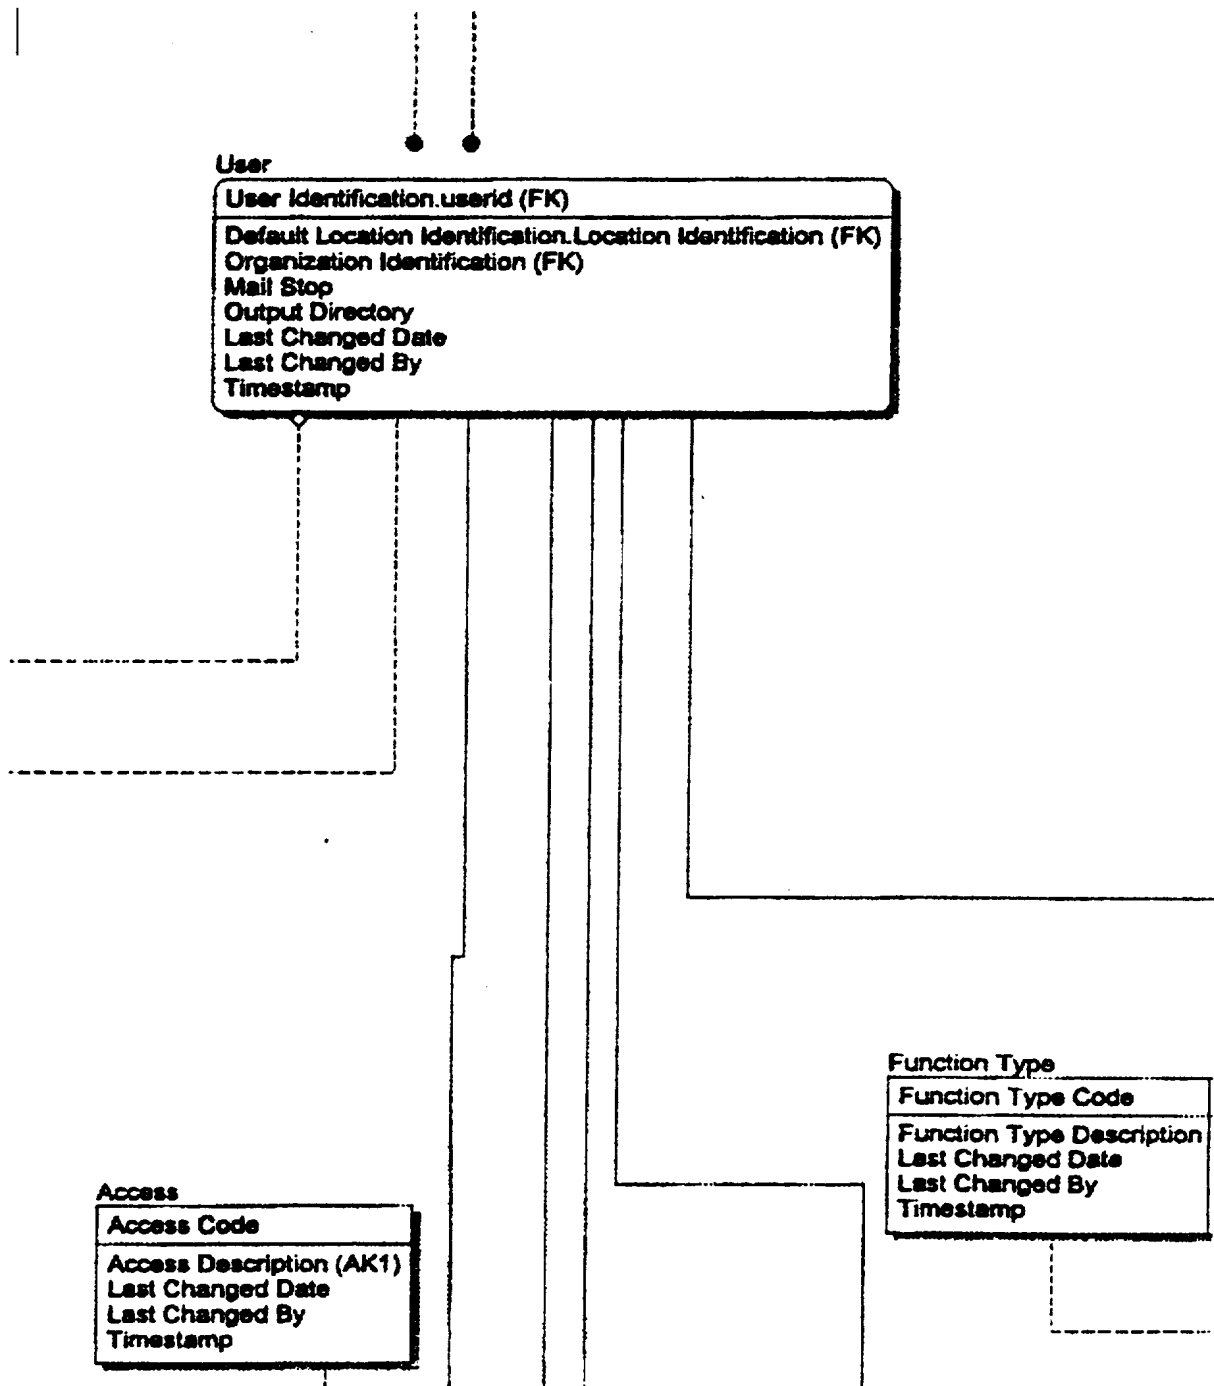 User
User Identification.userid (FK)
Default Location Identification.Location Identification (FK)
Organization Identification (FK)
Mail Stop
Output Directory
Last Changed Date
Last Changed By
Timestamp
Function Type
Function Type Code
Function Type Description
Last Changed Date
Last Changed By
Timestamp
Access
Access Code
Access Description (AK1)
Last Changed Date
Last Changed By
Timestamp